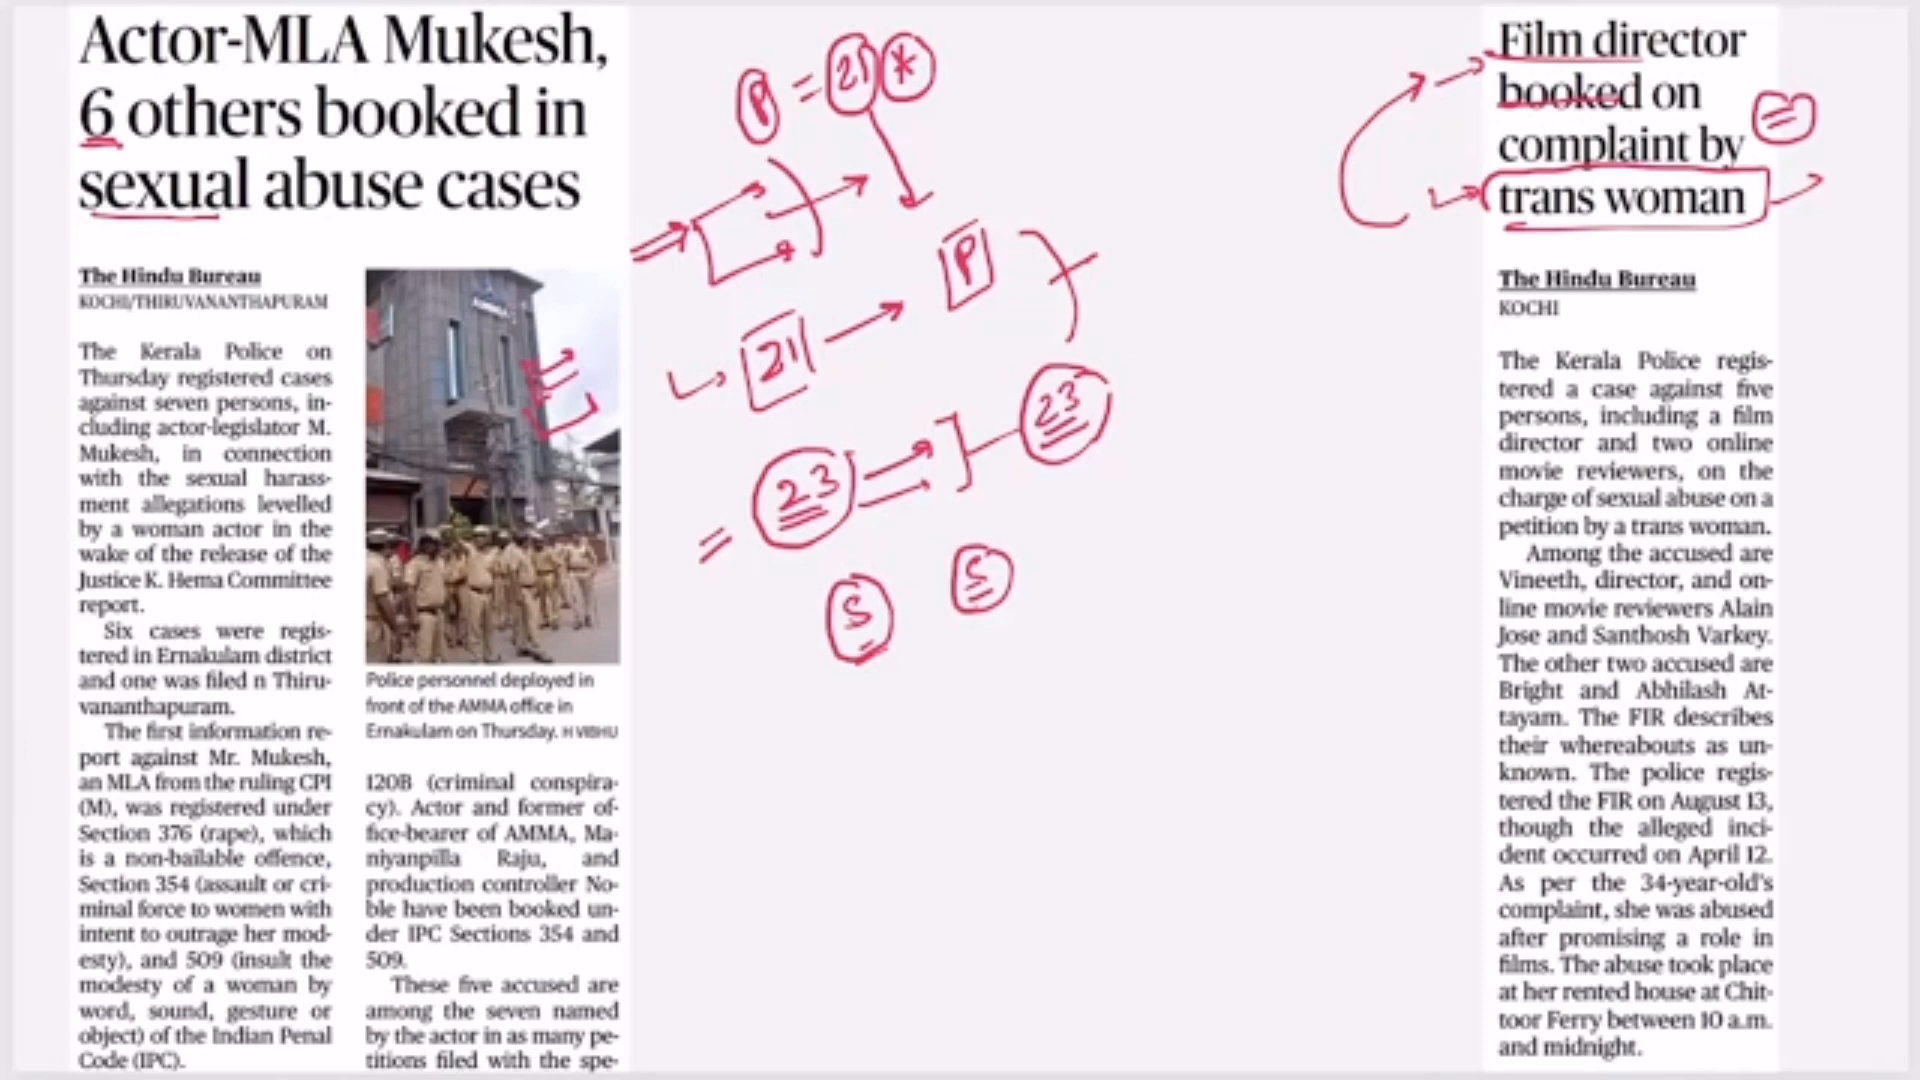 Actor-MLA Mukesh,
6 others booked in
sexual abuse cases
The Hindu Bureau
KOCHI/THIRUVANANTHAPURAM
The Kerala Police on
Thursday registered cases
against seven persons, in-
cluding actor-legislator M.
Mukesh, in connection
with the sexual harass-
ment allegations levelled
by a woman actor in the
wake of the release of the
Justice K. Hema Committee
report.
Six cases were regis-
tered in Ernakulam district
and one was filed n Thiru-
vananthapuram.
The first information re-
port against Mr. Mukesh,
an MLA from the ruling CPI
(M), was registered under
Section 376 (rape), which
is a non-bailable offence,
Section 354 (assault or cri-
minal force to women with
intent to outrage her mod-
esty), and 509 (insult the
modesty of a woman by
word, sound, gesture or
object) of the Indian Penal
Code (IPC).
Police personnel deployed in
front of the AMMA office in
Ernakulam on Thursday. H VIBHU
120B (criminal conspira-
cy). Actor and former of-
fice-bearer of AMMA, Ma-
niyanpilla Raju, and
production controller No-
ble have been booked un-
der IPC Sections 354 and
509.
These five accused are
among the seven named
by the actor in as many pe-
titions filed with the spe-
P = 21 *
P
21
23
= 23
S S
Film director
booked on
complaint by
trans woman
The Hindu Bureau
KOCHI
The Kerala Police regis-
tered a case against five
persons, including a film
director and two online
movie reviewers, on the
charge of sexual abuse on a
petition by a trans woman.
Among the accused are
Vineeth, director, and on-
line movie reviewers Alain
Jose and Santhosh Varkey.
The other two accused are
Bright and Abhilash At-
tayam. The FIR describes
their whereabouts as un-
known. The police regis-
tered the FIR on August 13,
though the alleged inci-
dent occurred on April 12.
As per the 34-year-old's
complaint, she was abused
after promising a role in
films. The abuse took place
at her rented house at Chit-
toor Ferry between 10 a.m.
and midnight.